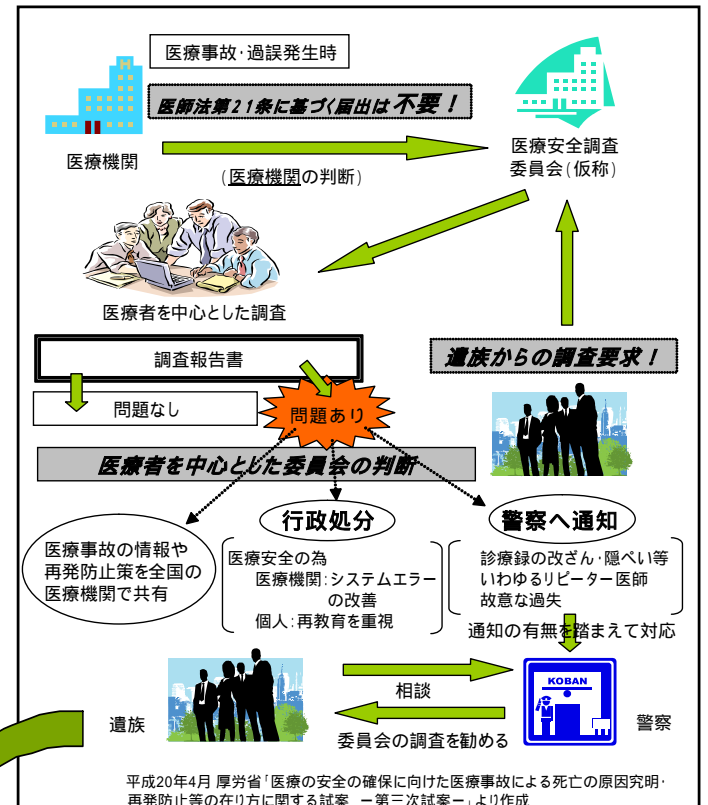 医療事故・過誤発生時
医師法第21条に基づく届出は不要！
医療機関
(医療機関の判断)
医療安全調査
委員会(仮称)
医療者を中心とした調査
調査報告書
遺族からの調査要求！
問題なし
問題あり
医療者を中心とした委員会の判断
医療事故の情報や
再発防止策を全国の
医療機関で共有
行政処分
医療安全の為
医療機関：システムエラー
の改善
個人：再教育を重視
警察へ通知
診療録の改ざん・隠ぺい等
いわゆるリピーター医師
故意な過失
通知の有無を踏まえて対応
遺族
相談
委員会の調査を勧める
KOBAN
警察
平成20年4月 厚労省「医療の安全の確保に向けた医療事故による死亡の原因究明・
再発防止等の在り方に関する試案 －第三次試案－」より作成